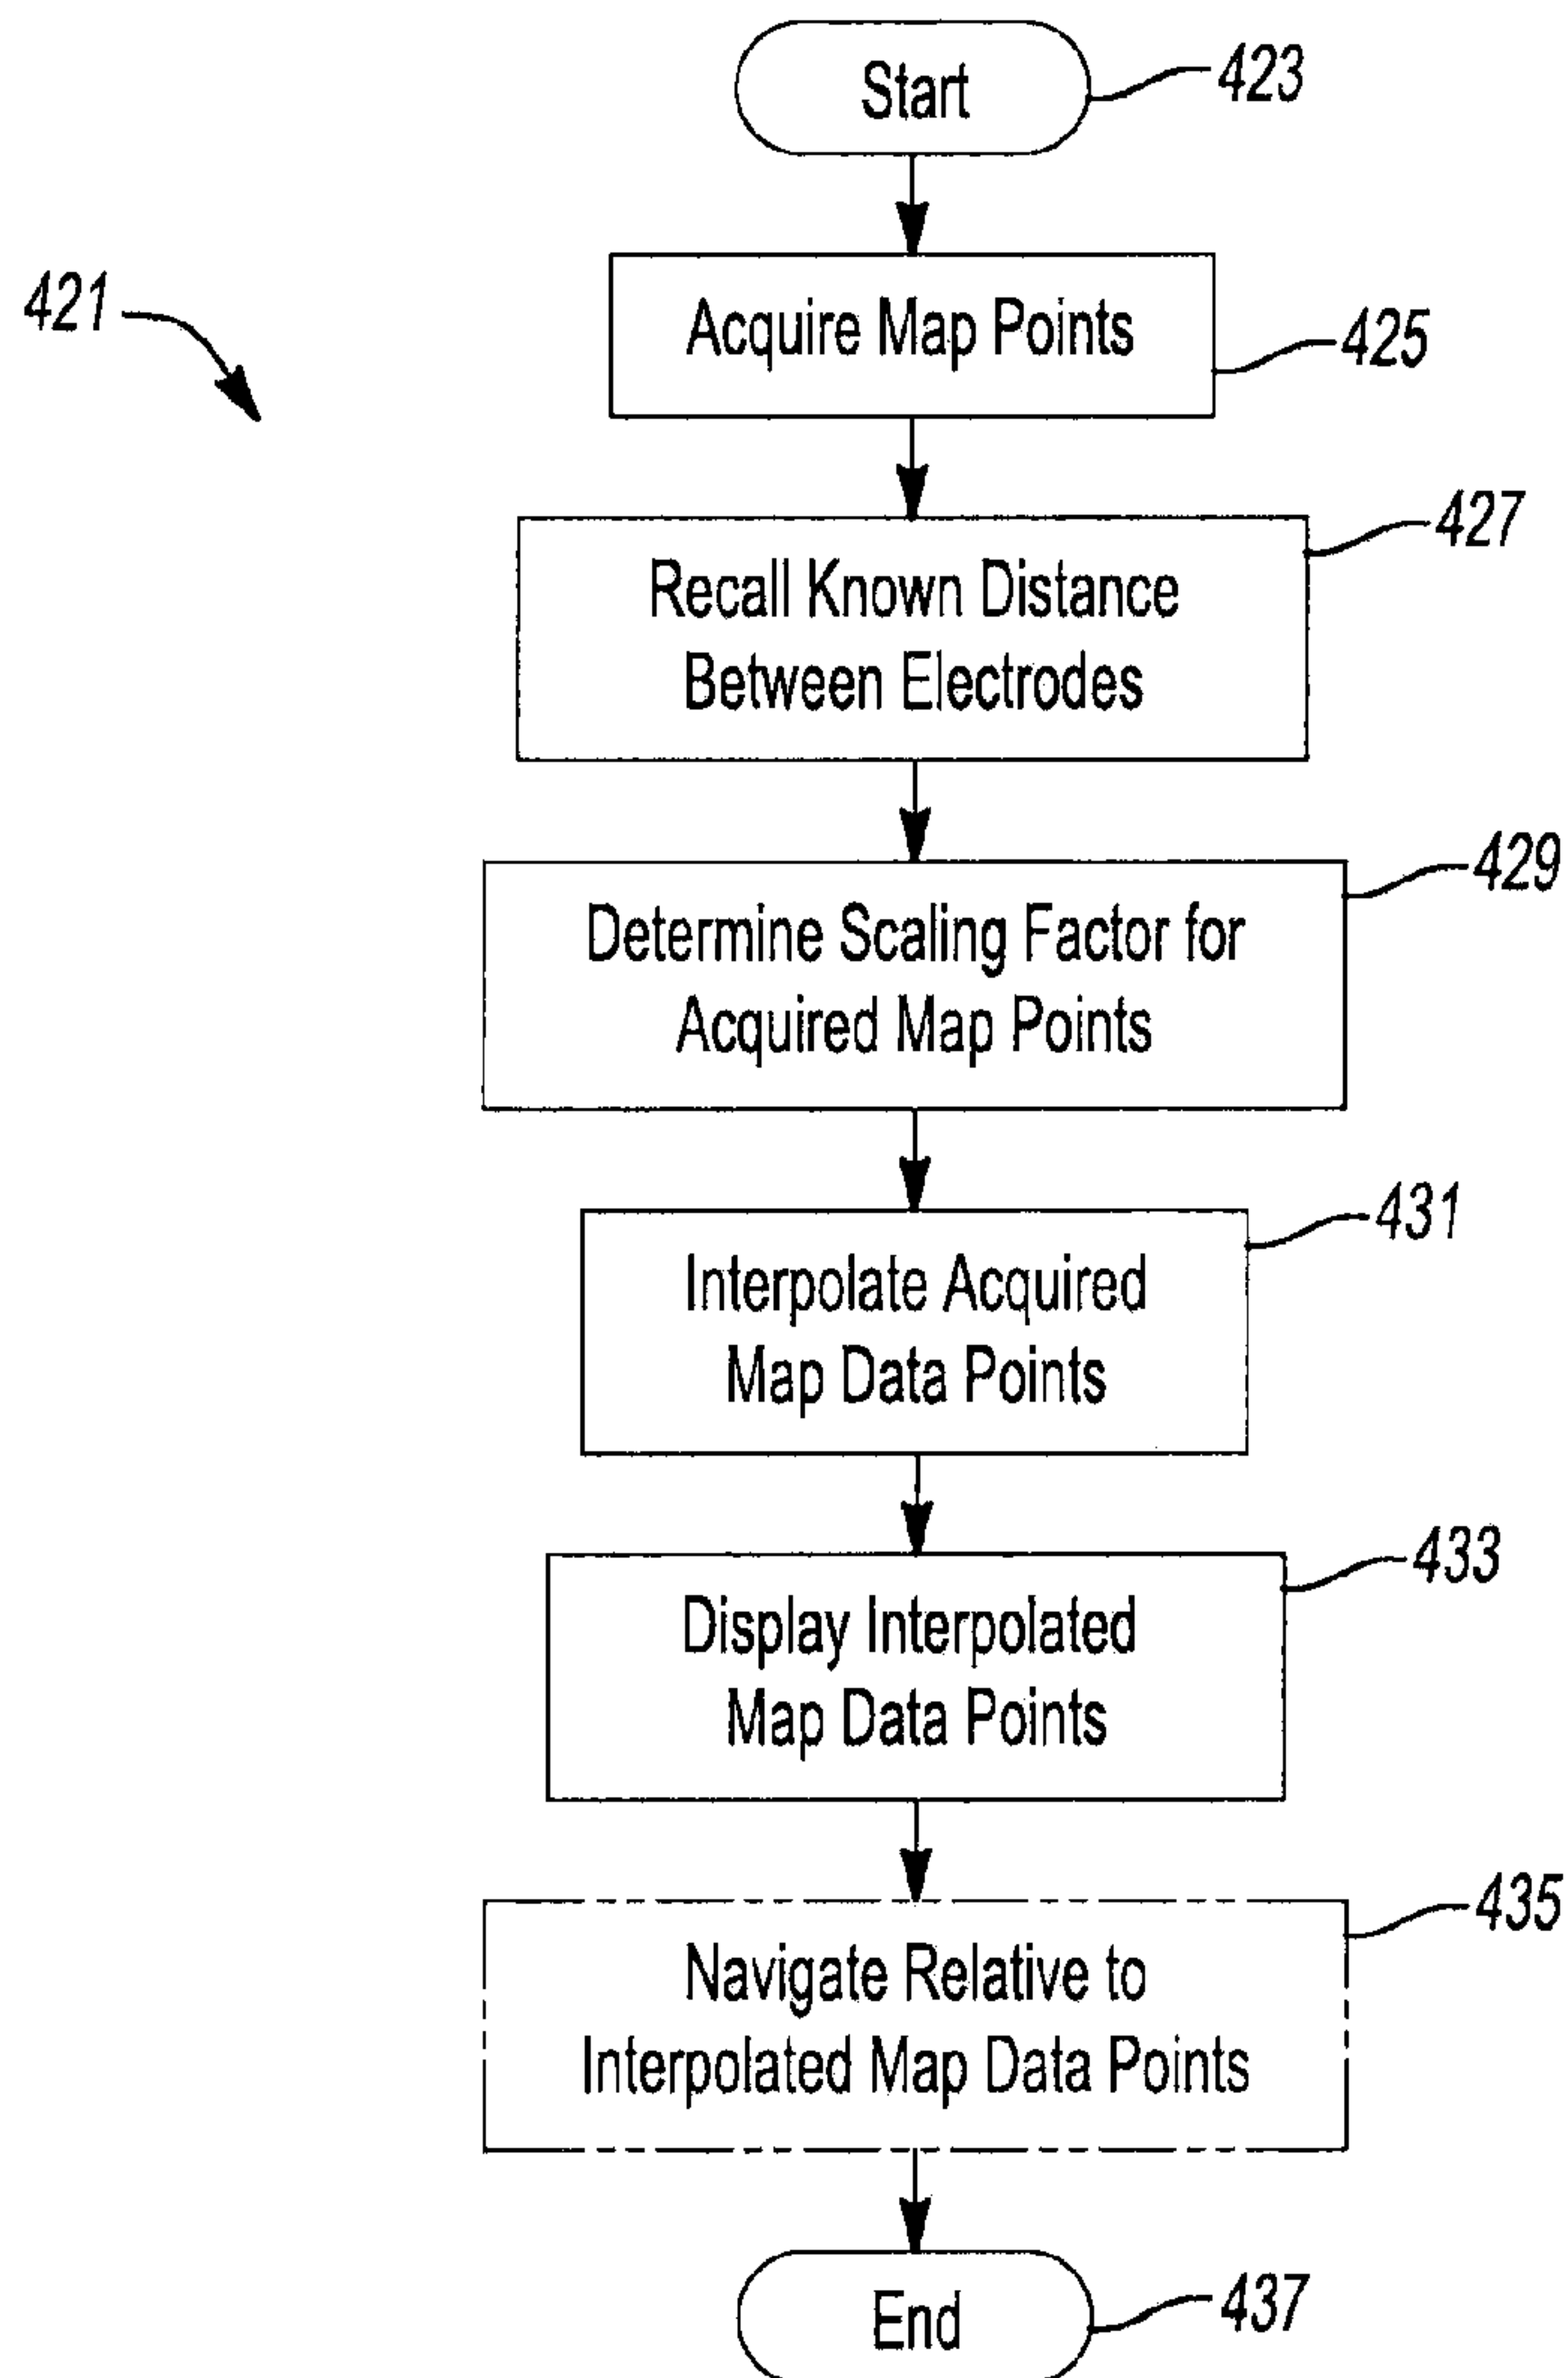 Start
423
421
Acquire Map Points
425
427
Recall Known Distance
Between Electrodes
429
Determine Scaling Factor for
Acquired Map Points
431
Interpolate Acquired
Map Data Points
433
Display Interpolated
Map Data Points
435
Navigate Relative to
Interpolated Map Data Points
End
437